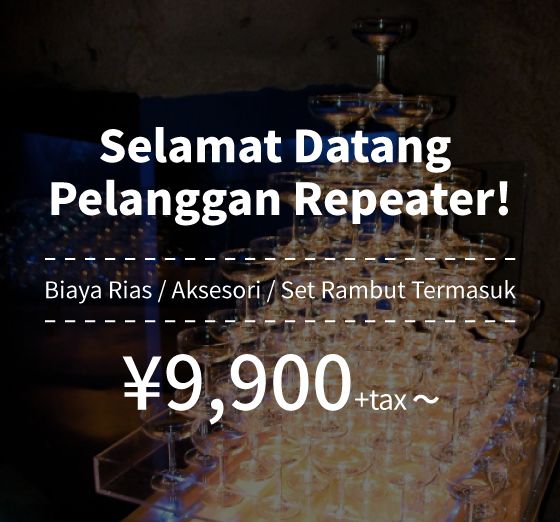 Selamat Datang
Pelanggan Repeater!
Biaya Rias / Aksesori / Set Rambut Termasuk
¥9,900+tax～